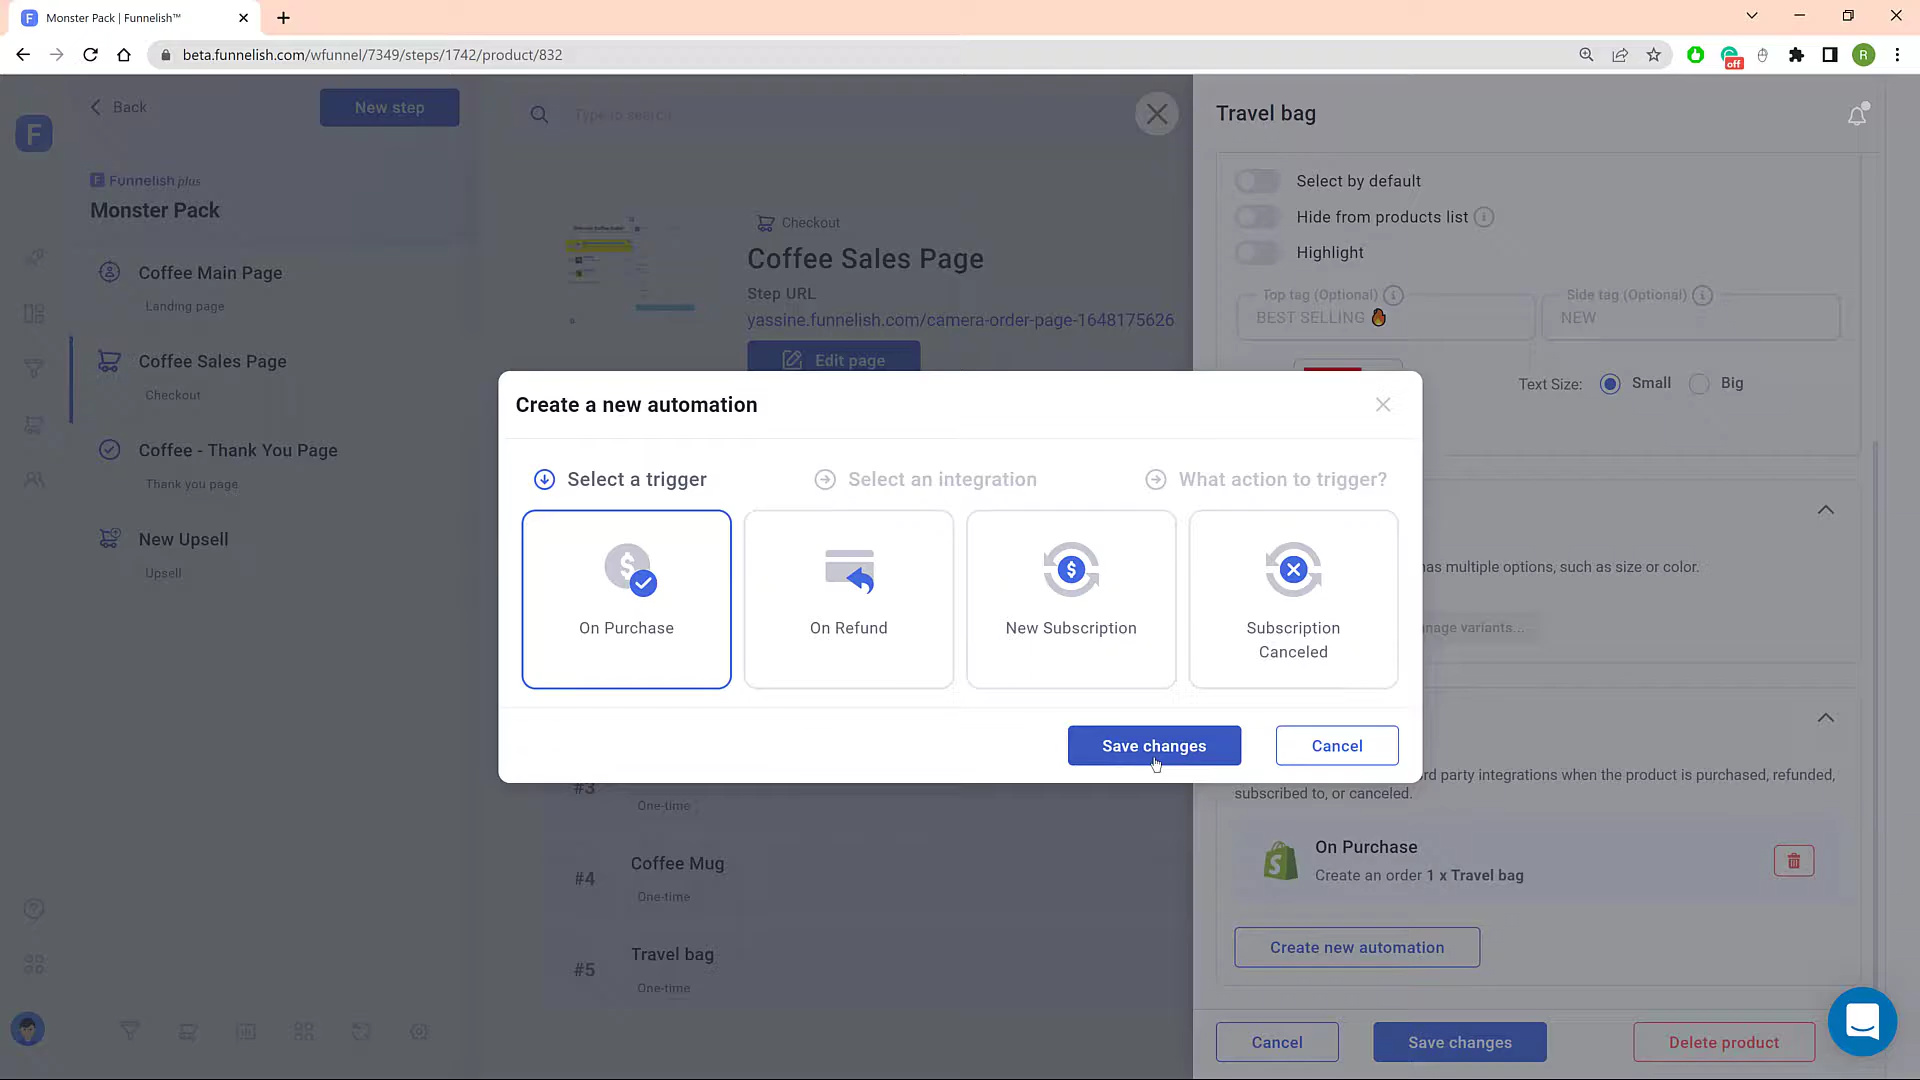 Monster Pack | Funnelish™
beta.funnelish.com/wfunnel/7349/steps/1742/product/832
off
R
F
Back
New step
Funnelish plus
Monster Pack
Coffee Main Page
Landing page
Coffee Sales Page
Checkout
Coffee - Thank You Page
Thank you page
New Upsell
Upsell
Type to search
Checkout
Coffee Sales Page
Step URL
yassine.funnelish.com/camera-order-page-1648175626
Edit page
#3
One-time
#4
Coffee Mug
One-time
#5
Travel bag
One-time
Create a new automation
Select a trigger
Select an integration
What action to trigger?
On Purchase
On Refund
New Subscription
Subscription
Canceled
Save changes
Cancel
Travel bag
Select by default
Hide from products list
Highlight
Top tag (Optional)
BEST SELLING 🔥
Side tag (Optional)
NEW
Text Size:
Small
Big
has multiple options, such as size or color.
variants...
party integrations when the product is purchased, refunded,
subscribed to, or canceled.
On Purchase
Create an order 1 x Travel bag
Create new automation
Cancel
Save changes
Delete product